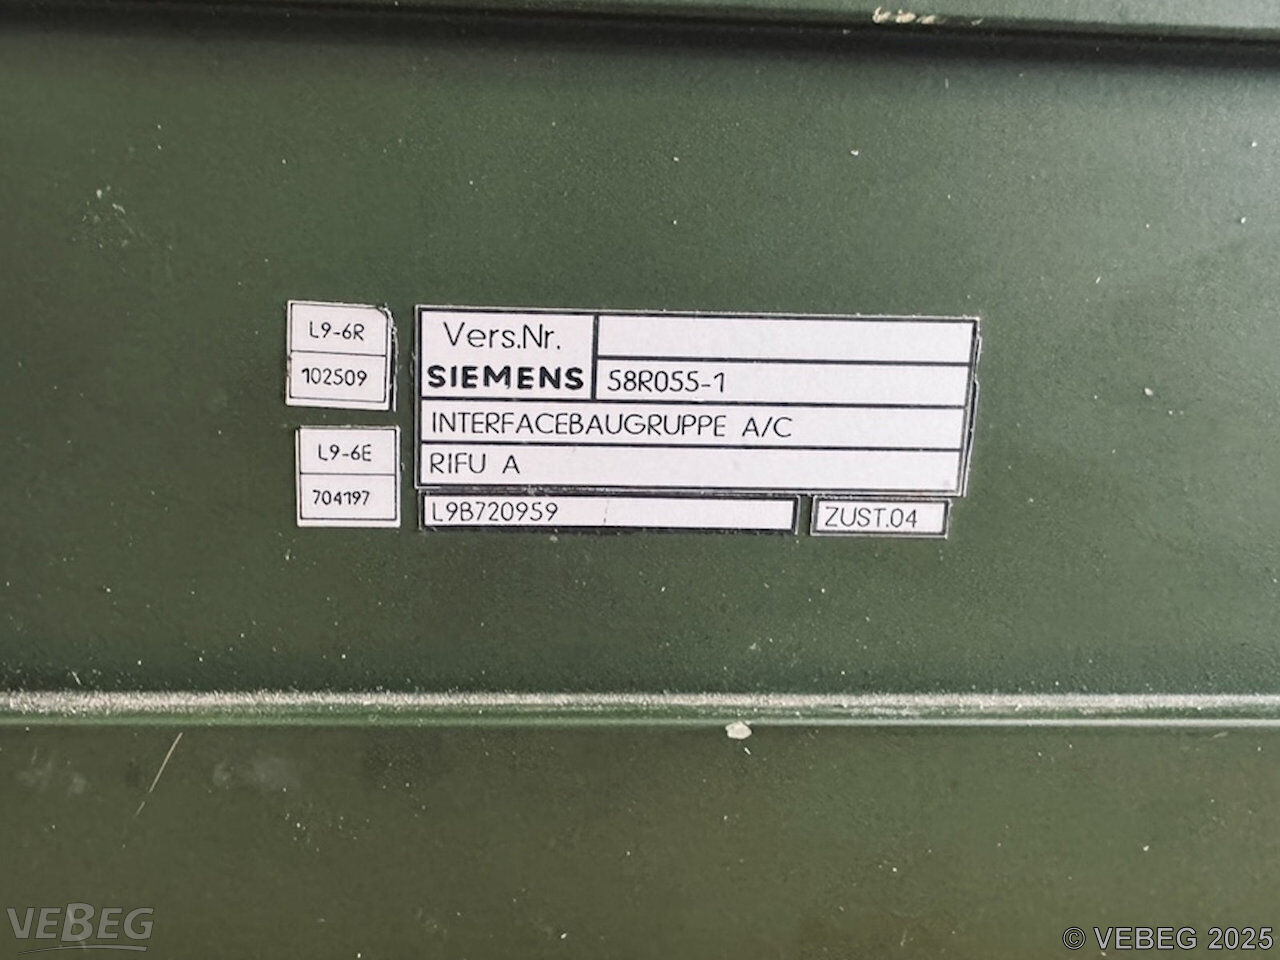 L9-6R
102509
L9-6E
704197
Vers.Nr.
SIEMENS 58R055-1
INTERFACEBAUGRUPPE A/C
RIFU A
L9B720959
ZUST.04
VEBEG
© VEBEG 2025